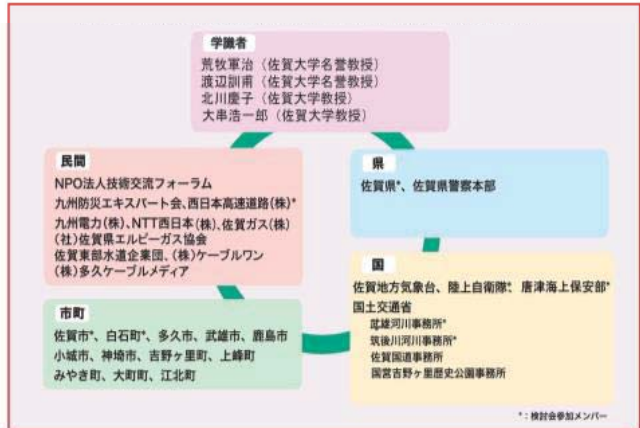 学識者
荒牧軍治（佐賀大学名誉教授）
渡辺訓甫（佐賀大学名誉教授）
北川慶子（佐賀大学教授）
大串浩一郎（佐賀大学教授）
民間
NPO法人技術交流フォーラム
九州防災エキスパート会、西日本高速道路(株)*
九州電力(株)、NTT西日本(株)、佐賀ガス(株)
(社)佐賀県エルピーガス協会
佐賀東部水道企業団、(株)ケーブルワン
(株)多久ケーブルメディア
県
佐賀県*、佐賀県警察本部
市町
佐賀市*、白石町*、多久市、武雄市、鹿島市
小城市、神埼市、吉野ヶ里町、上峰町
みやき町、大町町、江北町
国
佐賀地方気象台、陸上自衛隊*、唐津海上保安部*
国土交通省
武雄河川事務所*
筑後川河川事務所*
佐賀国道事務所
国営吉野ヶ里歴史公園事務所
*：検討会参加メンバー